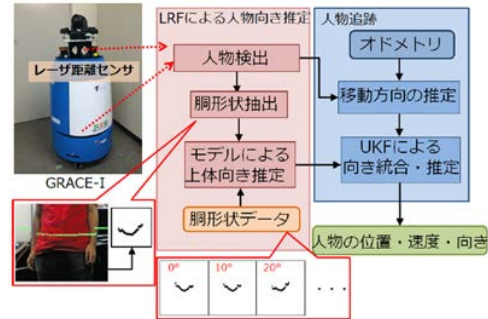 LRFによる人物向き推定
人物追跡
レーザ距離センサ
GRACE-I
人物検出
胴形状抽出
モデルによる
上体向き推定
胴形状データ
オドメトリ
移動方向の推定
UKFによる
向き統合・推定
人物の位置・速度・向き
0°
10°
20°
・・・